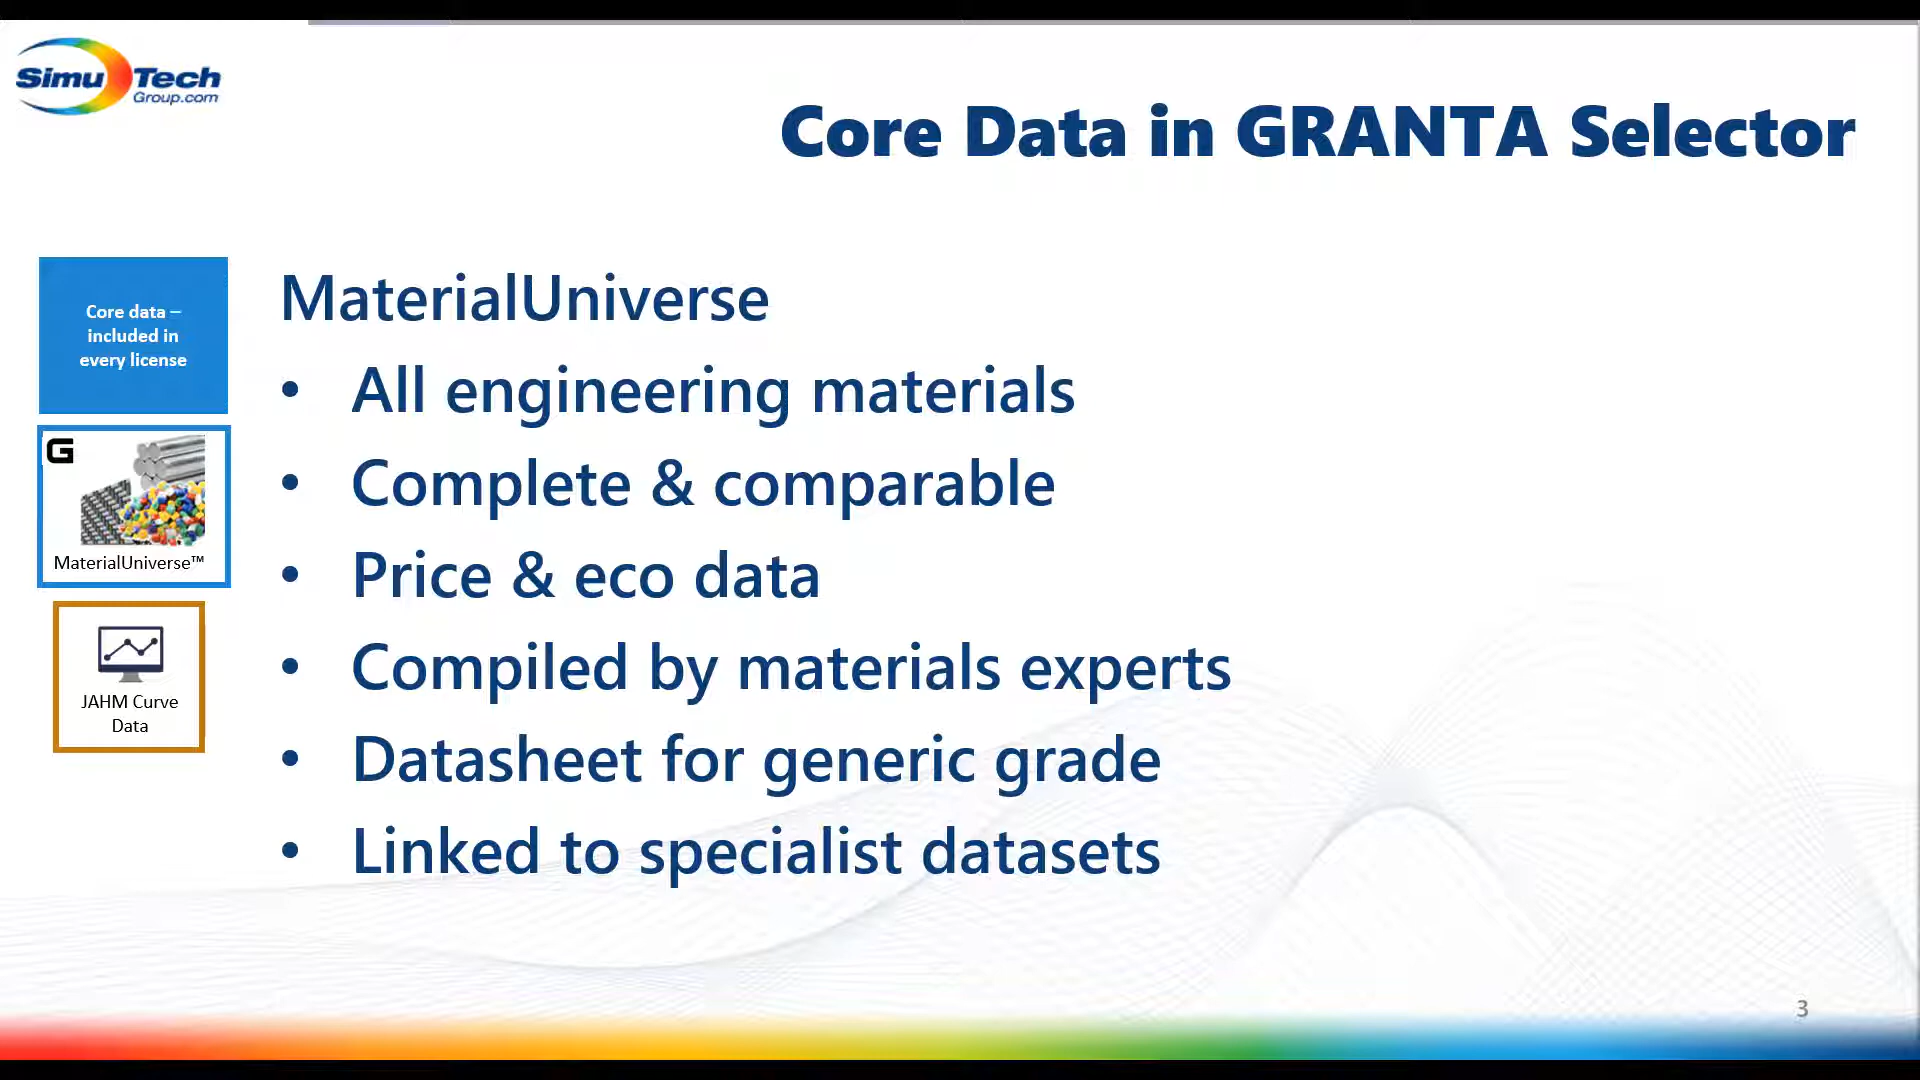 Simu Tech
Group.com
Core Data in GRANTA Selector
Core data –
included in
every license
G
MaterialUniverse™
JAHM Curve
Data
MaterialUniverse
• All engineering materials
• Complete & comparable
• Price & eco data
• Compiled by materials experts
• Datasheet for generic grade
• Linked to specialist datasets
3